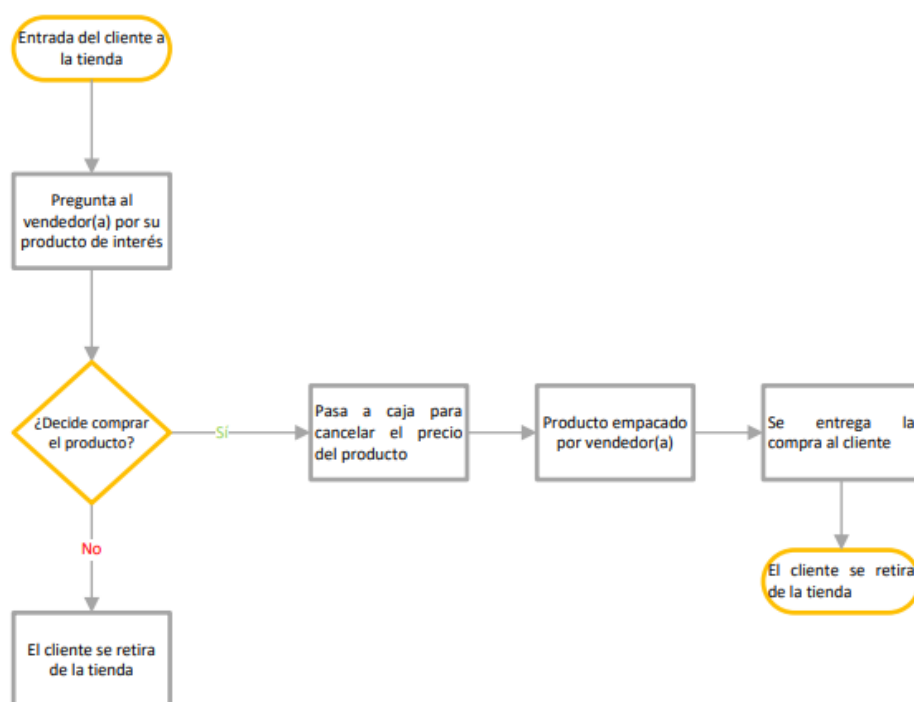 Entrada del cliente a
la tienda
Pregunta al
vendedor(a) por su
producto de interés
¿Decide comprar
el producto?
Sí
Pasa a caja para
cancelar el precio
del producto
Producto empacado
por vendedor(a)
Se entrega la
compra al cliente
No
El cliente se retira
de la tienda
El cliente se retira
de la tienda